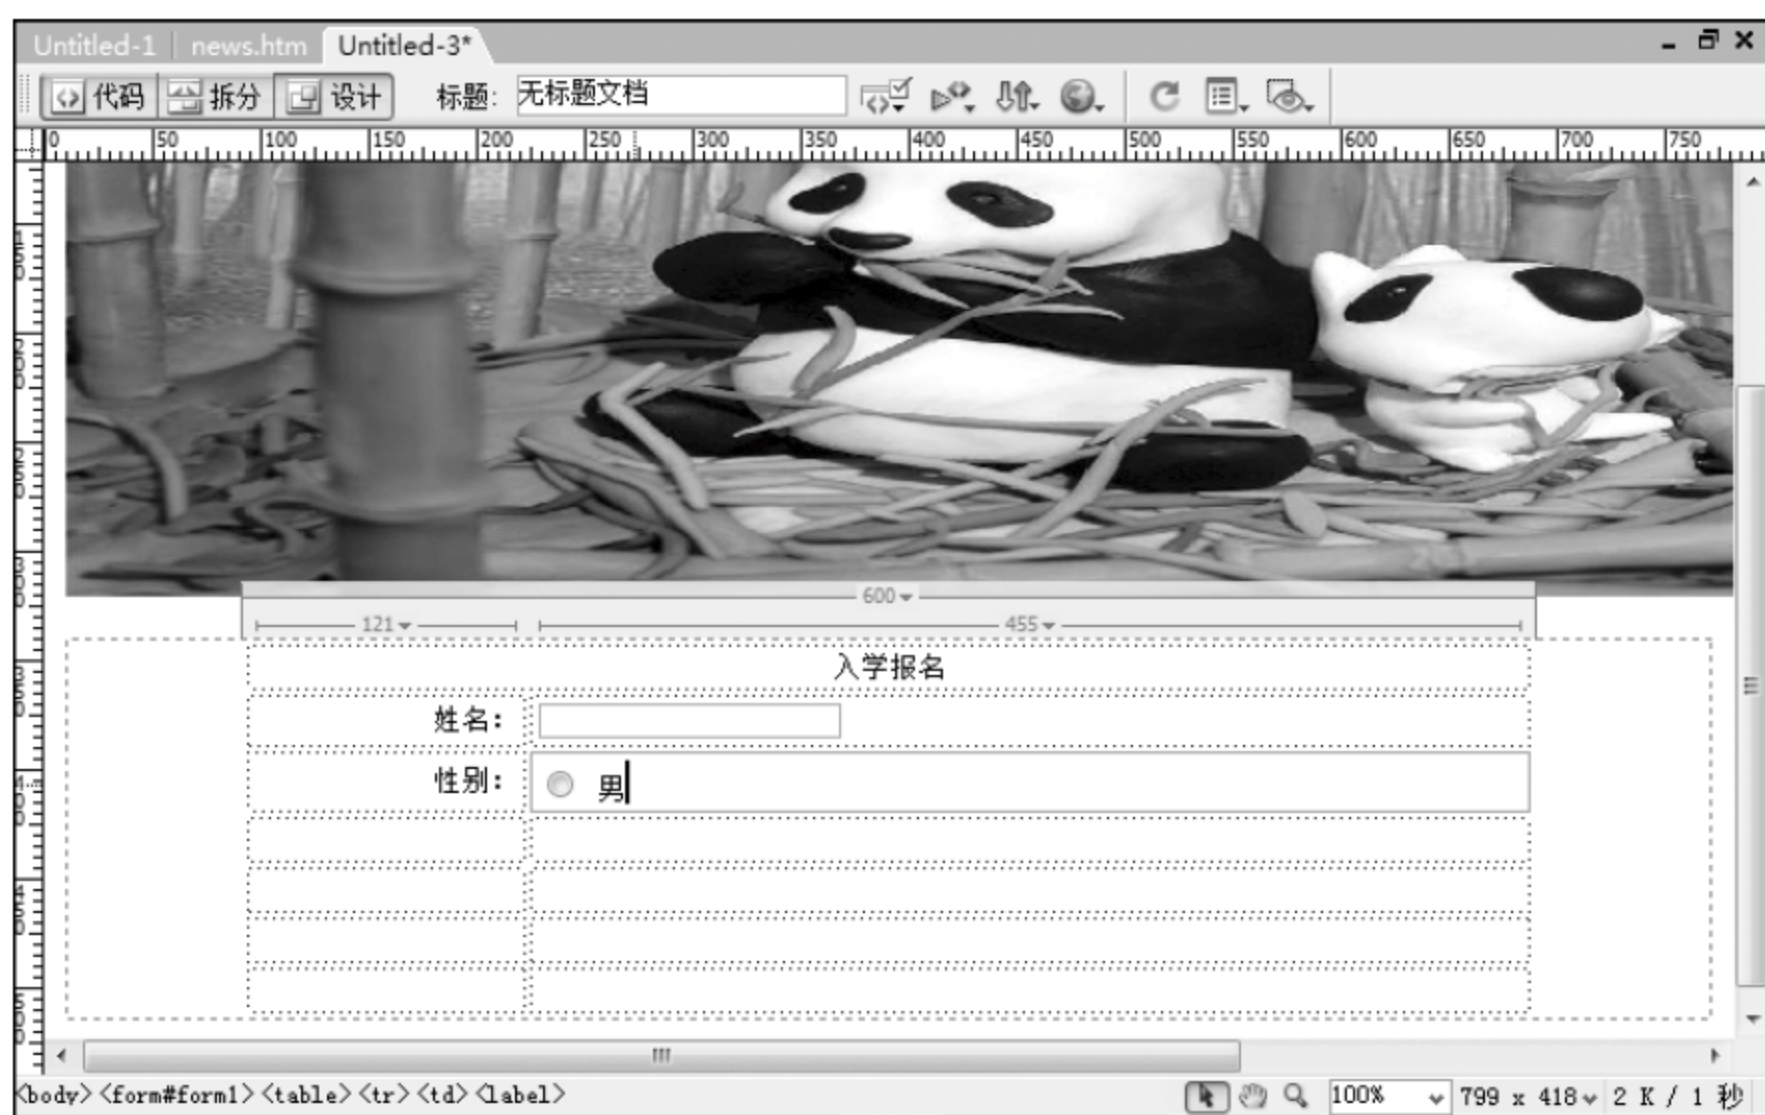 Untitled-1 news.htm Untitled-3*
代码 拆分 设计 标题: 无标题文档
0 50 100 150 200 250 300 350 400 450 500 550 600 650 700 750
600
121 455
入学报名
姓名:
性别: 男
<body> <form#form1> <table> <tr> <td> <label> 100% 799 x 418 2 K / 1 秒